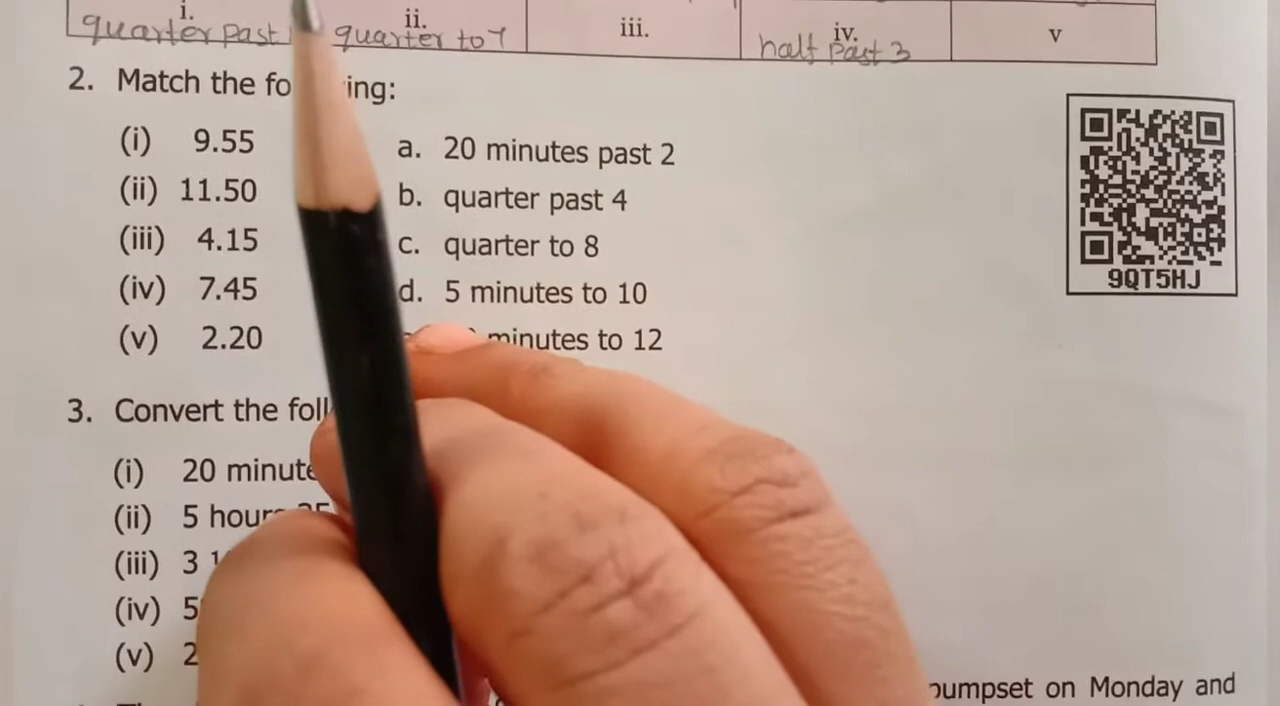 i. ii. iii. iv. v
quarter past quarter to 7 half Past 3
2. Match the fo ing:
(i) 9.55 a. 20 minutes past 2
(ii) 11.50 b. quarter past 4
(iii) 4.15 c. quarter to 8
(iv) 7.45 d. 5 minutes to 10
(v) 2.20 minutes to 12
9QT5HJ
3. Convert the
(i) 20
(ii) 5
(iii) 3
(iv) 5
(v) 2
pumpset on Monday and